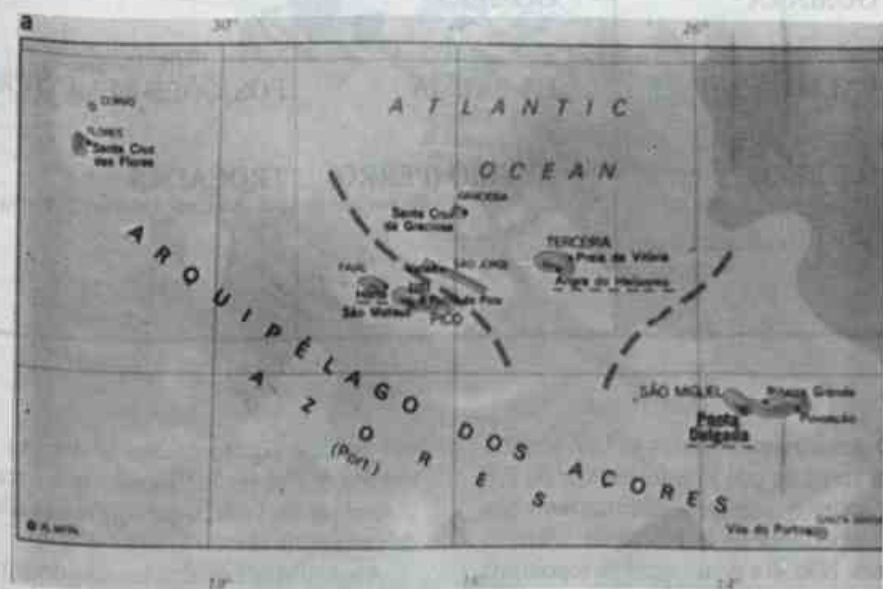 a
30°
ATLANTIC
OCEAN
CORVO
FLORES
Santa Cruz
das Flores
GRACIOSA
Santa Cruz
da Graciosa
TERCEIRA
Praia da Vitória
Angra do Heroísmo
FAIAL
SÃO JORGE
Horta
São Mateus
PICO
SÃO MIGUEL
Ribeira Grande
Ponta
Delgada
Povoação
ARQUIPÉLAGO DOS AÇORES
AZORES
(Port.)
Vila do Porto